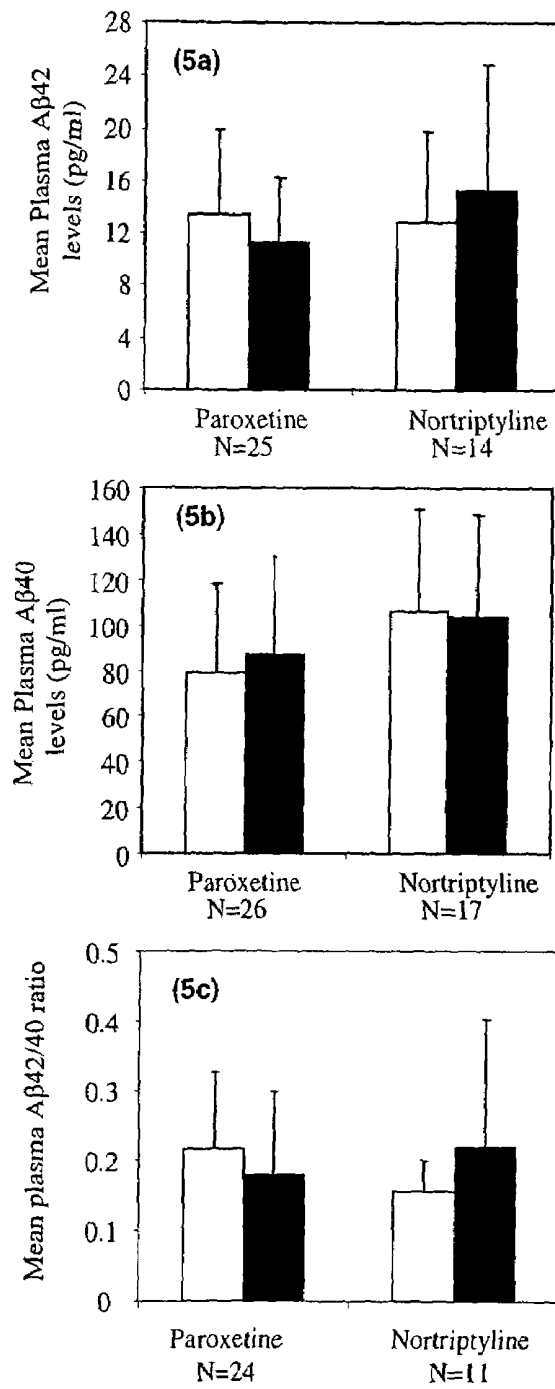 Mean Plasma Aβ42
levels (pg/ml)
28
24
20
16
12
8
4
0
(5a)
Paroxetine
N=25
Nortriptyline
N=14
Mean Plasma Aβ40
levels (pg/ml)
160
140
120
100
80
60
40
20
0
(5b)
Paroxetine
N=26
Nortriptyline
N=17
Mean plasma Aβ42/40 ratio
0.5
0.4
0.3
0.2
0.1
0
(5c)
Paroxetine
N=24
Nortriptyline
N=11